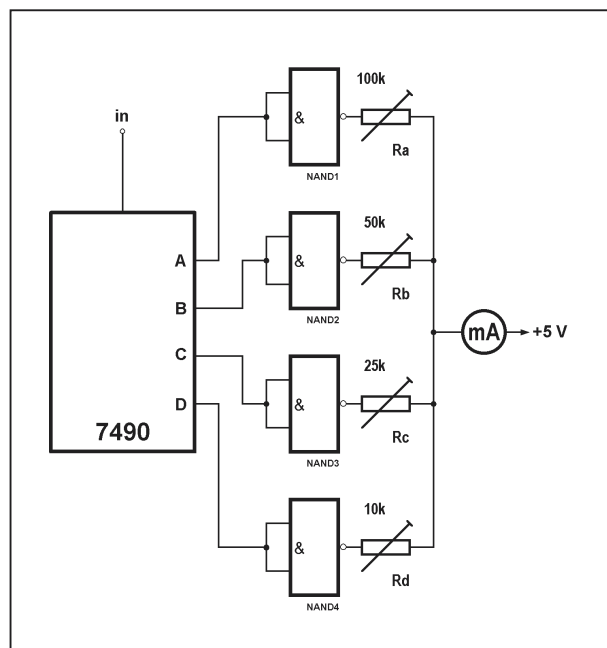 in
7490
A
B
C
D
&
NAND1
100k
Ra
&
NAND2
50k
Rb
&
NAND3
25k
Rc
&
NAND4
10k
Rd
mA
+5 V